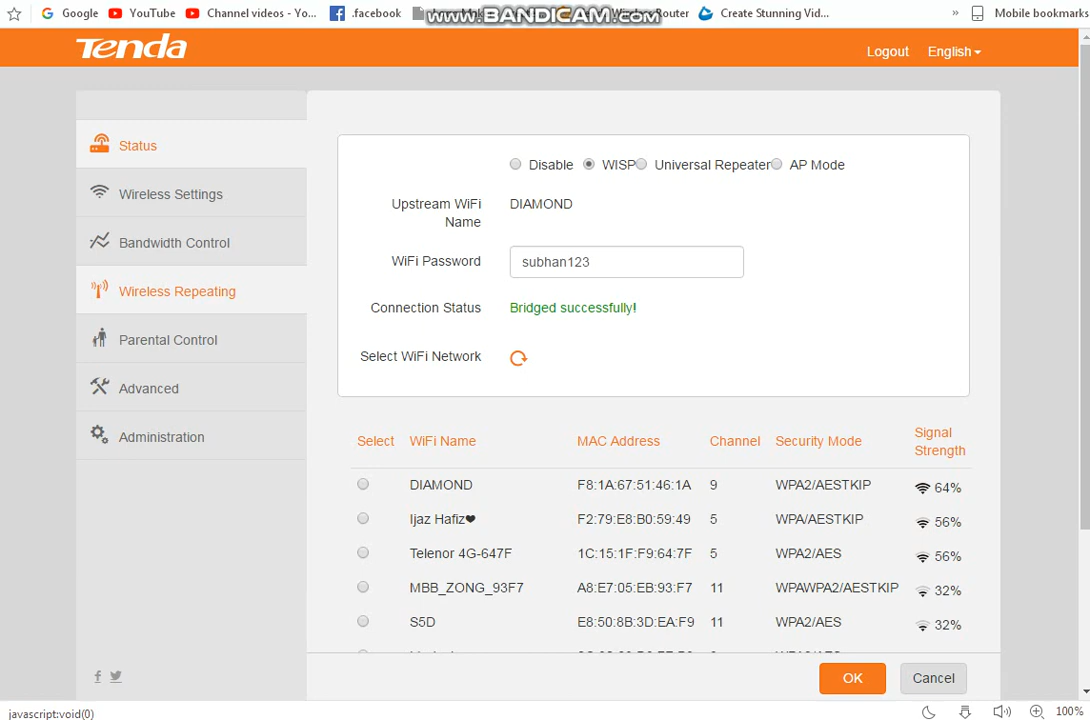 Google YouTube Channel videos - Yo... .facebook Router Create Stunning Vid... » Mobile bookmarks
www.BANDICAM.com
Tenda Logout English
Status
Wireless Settings
Bandwidth Control
Wireless Repeating
Parental Control
Advanced
Administration
Disable WISP Universal Repeater AP Mode
Upstream WiFi DIAMOND
Name
WiFi Password subhan123
Connection Status Bridged successfully!
Select WiFi Network
Select WiFi Name MAC Address Channel Security Mode Signal
Strength
DIAMOND F8:1A:67:51:46:1A 9 WPA2/AESTKIP 64%
Ijaz Hafiz❤ F2:79:E8:B0:59:49 5 WPA/AESTKIP 56%
Telenor 4G-647F 1C:15:1F:F9:64:7F 5 WPA2/AES 56%
MBB_ZONG_93F7 A8:E7:05:EB:93:F7 11 WPAWPA2/AESTKIP 32%
S5D E8:50:8B:3D:EA:F9 11 WPA2/AES 32%
OK Cancel
javascript:void(0) 100%